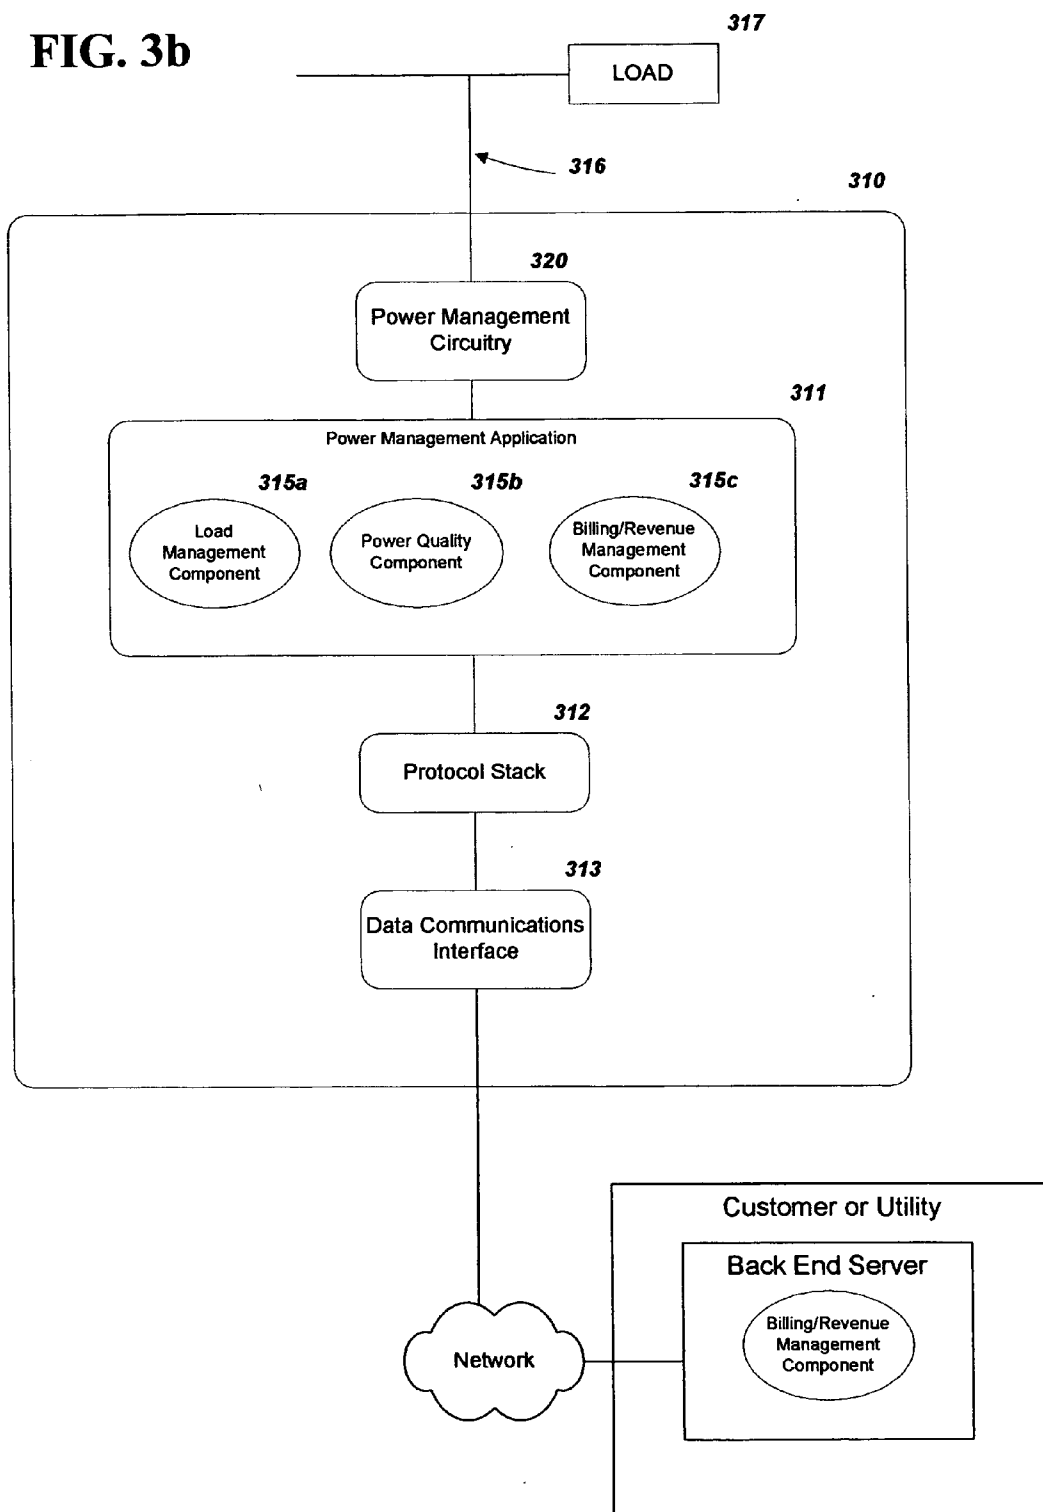 FIG. 3b
317
LOAD
316
310
320
Power Management
Circuitry
311
Power Management Application
315a
315b
315c
Load
Management
Component
Power Quality
Component
Billing/Revenue
Management
Component
312
Protocol Stack
313
Data Communications
Interface
Customer or Utility
Back End Server
Billing/Revenue
Management
Component
Network